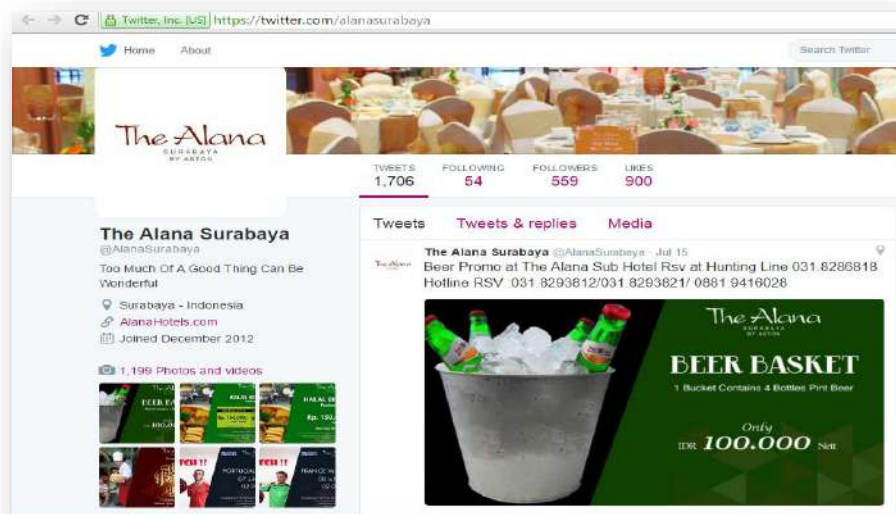 Twitter, Inc. [US] https://twitter.com/alanasurabaya
Home About
Search Twitter
The Alana
SURABAYA
BY ASTON
TWEETS FOLLOWING FOLLOWERS LIKES
1,706 54 559 900
The Alana Surabaya
@AlanaSurabaya
Too Much Of A Good Thing Can Be
Wonderful
Surabaya - Indonesia
AlanaHotels.com
Joined December 2012
1,199 Photos and videos
Tweets Tweets & replies Media
The Alana Surabaya @AlanaSurabaya · Jul 15
Beer Promo at The Alana Sub Hotel Rsv at Hunting Line 031.8286818
Hotline RSV :031.8293812/031.8293821/ 0881.9416028
The Alana
SURABAYA
BY ASTON
BEER BASKET
1 Bucket Contains 4 Bottles Pint Beer
Only
IDR 100.000 Nett